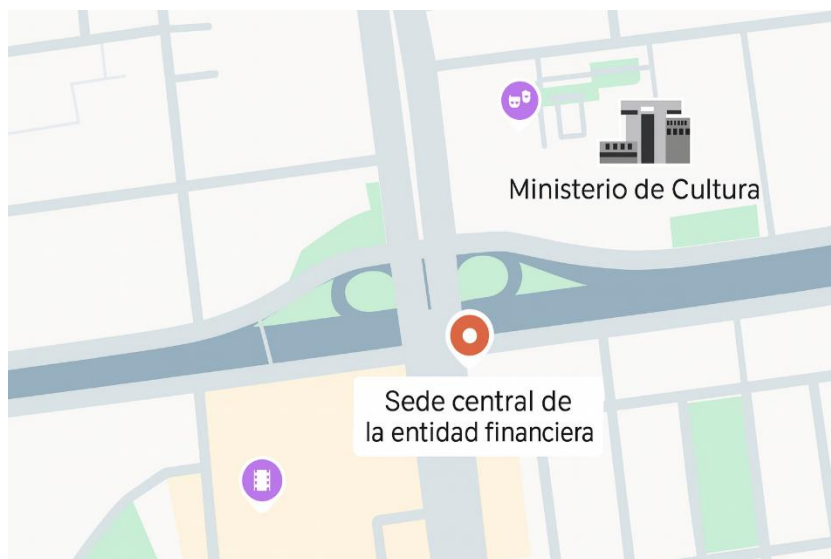 Ministerio de Cultura
Sede central de
la entidad financiera